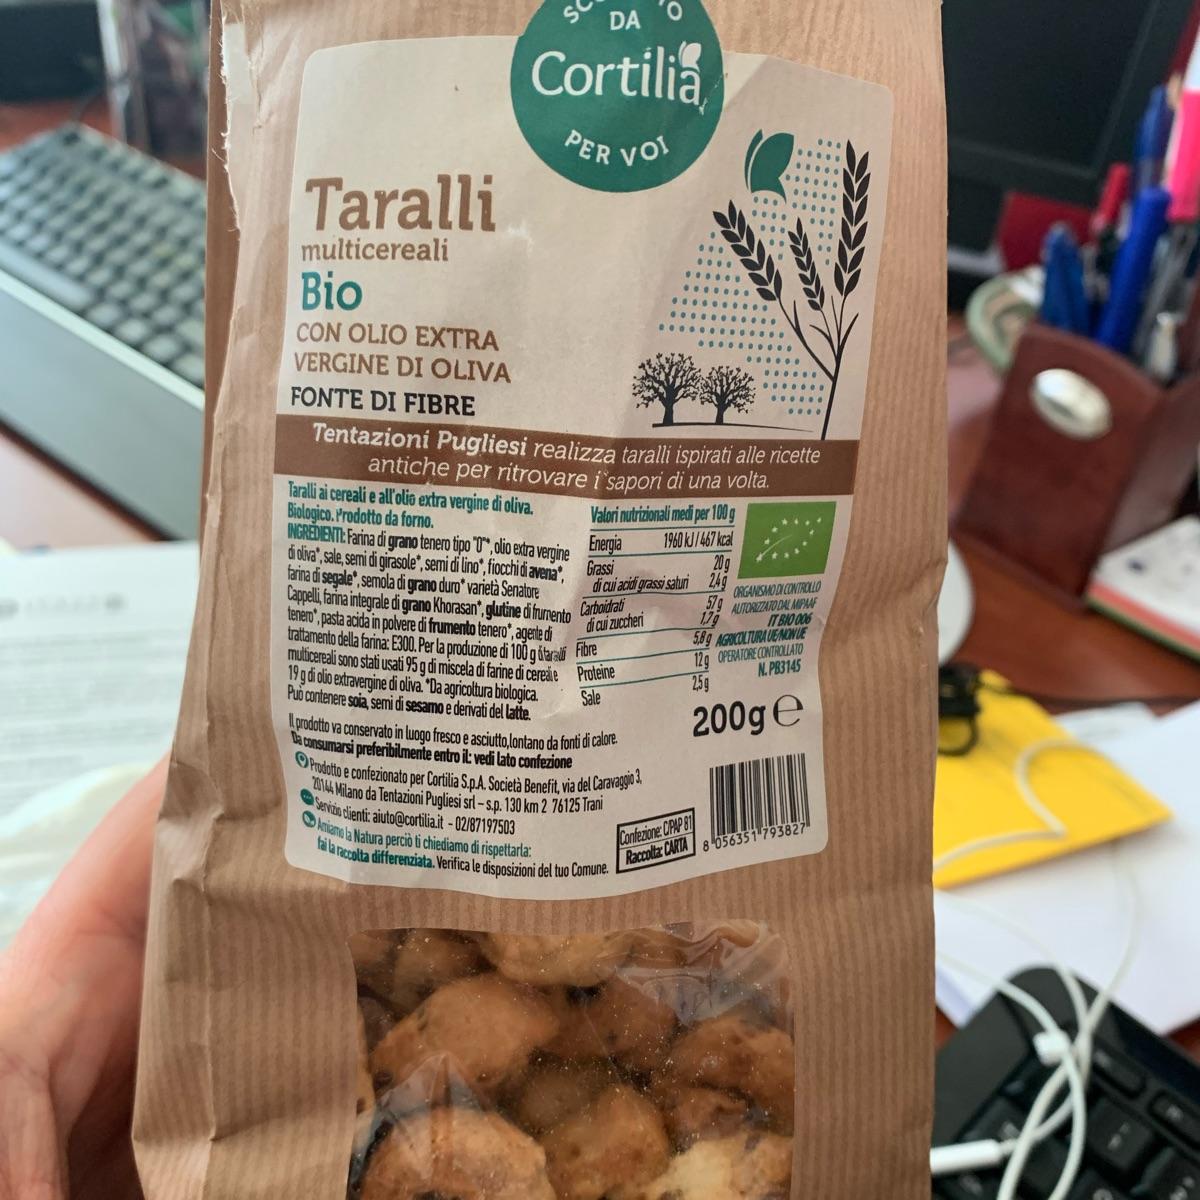 DA
Cortilia
PER VOI
Taralli
multicereali
Bio
CON OLIO EXTRA
VERGINE DI OLIVA
FONTE DI FIBRE
Tentazioni Pugliesi realizza taralli ispirati alle ricette
antiche per ritrovare i sapori di una volta.
Taralli ai cereali e all'olio extra vergine di oliva.
Biologico. Prodotto da forno.
INGREDIENTI: Farina di grano tenero tipo "0"*, olio extra vergine
di oliva*, sale, semi di girasole*, semi di lino*, fiocchi di avena*,
farina di segale*, semola di grano duro* varietà Senatore
Cappelli, farina integrale di grano Khorasan*, glutine di frumento
tenero*, pasta acida in polvere di frumento tenero*, agente di
trattamento della farina: E300. Per la produzione di 100 g di taralli
multicereali sono stati usati 95 g di miscela di farine di cereali e
19 g di olio extravergine di oliva. *Da agricoltura biologica.
Può contenere soia, semi di sesamo e derivati del latte.
Valori nutrizionali medi per 100 g
Energia 1960 kJ / 467 kcal
Grassi 20 g
di cui acidi grassi saturi 2,4 g
Carboidrati 57 g
di cui zuccheri 1,7 g
Fibre 5,8 g
Proteine 12 g
Sale 2,5 g
ORGANISMO DI CONTROLLO
AUTORIZZATO DAL MIPAAF
IT BIO 006
AGRICOLTURA UE/NON UE
OPERATORE CONTROLLATO
N. PB3145
200g e
Il prodotto va conservato in luogo fresco e asciutto, lontano da fonti di calore.
Da consumarsi preferibilmente entro il: vedi lato confezione
Prodotto e confezionato per Cortilia S.p.A. Società Benefit, via del Caravaggio 3,
20144 Milano da Tentazioni Pugliesi srl – s.p. 130 km 2 76125 Trani
Servizio clienti: aiuto@cortilia.it - 02/87197503
Amiamo la Natura perciò ti chiediamo di rispettarla:
fai la raccolta differenziata. Verifica le disposizioni del tuo Comune.
Confezione: C/PAP 81
Raccolta: CARTA
8 056351 793827